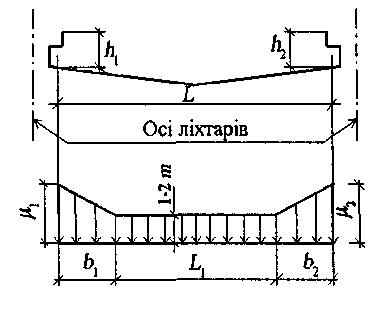 h₁ h₂
L
Осі ліхтарів
μ₁ 1-2 m μ₂
b₁ L₁ b₂